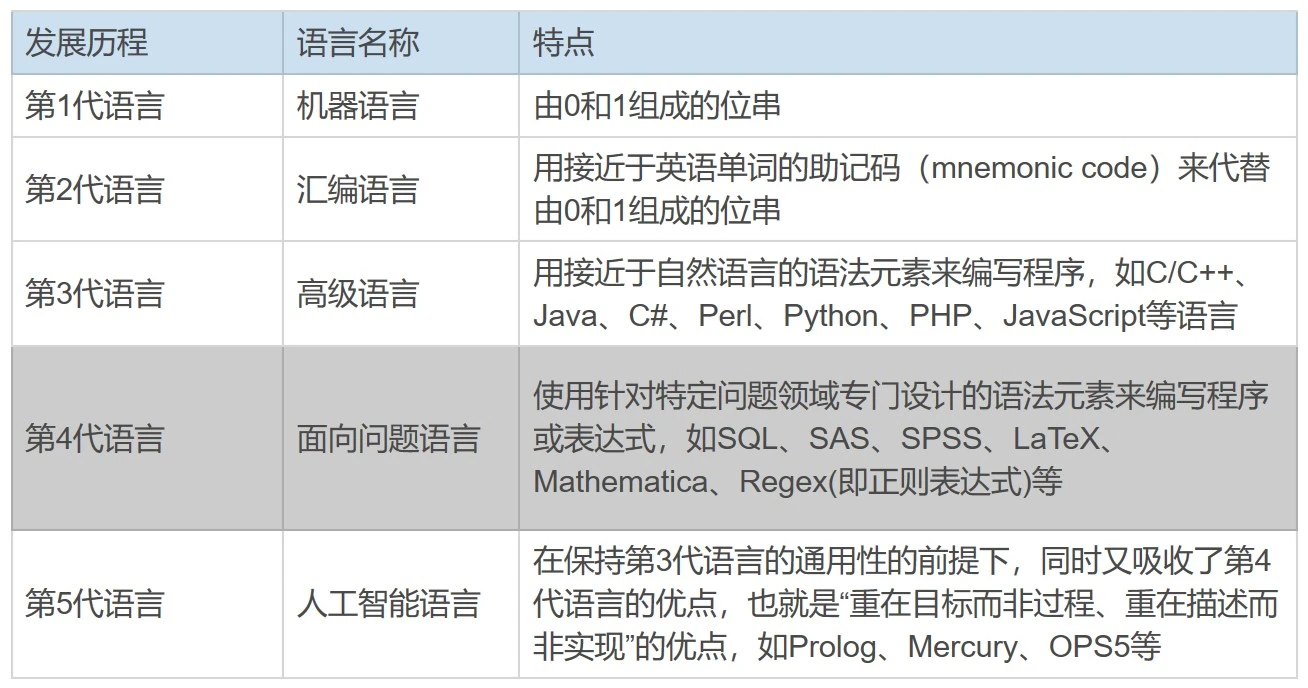 发展历程 语言名称 特点
第1代语言 机器语言 由0和1组成的位串
第2代语言 汇编语言 用接近于英语单词的助记码（mnemonic code）来代替
由0和1组成的位串
第3代语言 高级语言 用接近于自然语言的语法元素来编写程序，如C/C++、
Java、C#、Perl、Python、PHP、JavaScript等语言
第4代语言 面向问题语言 使用针对特定问题领域专门设计的语法元素来编写程序
或表达式，如SQL、SAS、SPSS、LaTeX、
Mathematica、Regex(即正则表达式)等
第5代语言 人工智能语言 在保持第3代语言的通用性的前提下，同时又吸收了第4
代语言的优点，也就是“重在目标而非过程、重在描述而
非实现”的优点，如Prolog、Mercury、OPS5等